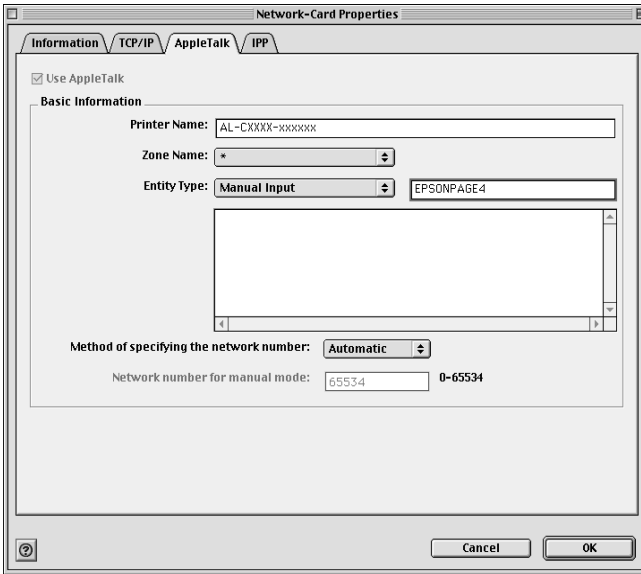 Network-Card Properties
Information TCP/IP AppleTalk IPP
Use AppleTalk
Basic Information
Printer Name: AL-CXXXX-xxxxxx
Zone Name: *
Entity Type: Manual Input EPSONPAGE4
Method of specifying the network number: Automatic
Network number for manual mode: 65534 0-65534
?
Cancel OK